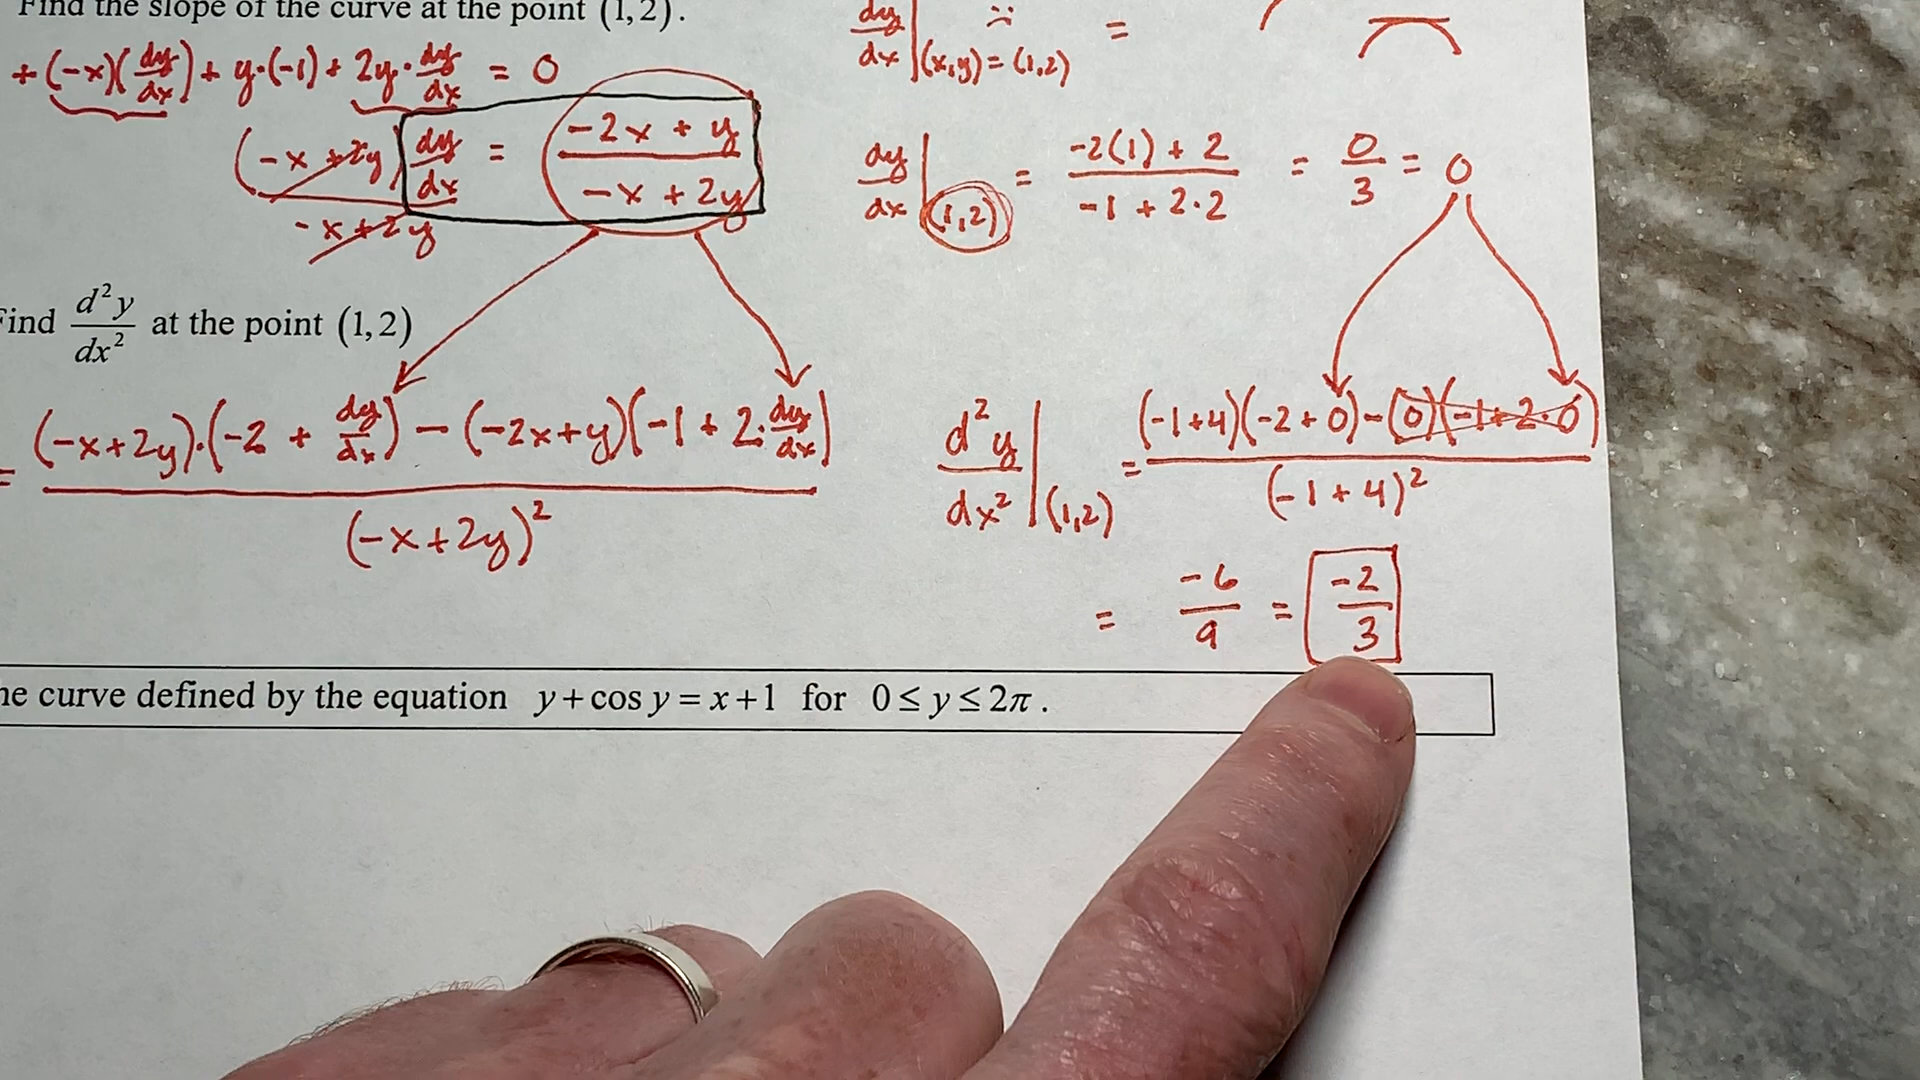 Find the slope of the curve at the point (1,2).
+ (-x)(dy/dx) + y·(-1) + 2y·dy/dx = 0
(-x+2y) dy/dx = (-2x + y)/(-x + 2y)
-x+2y
Find d²y/dx² at the point (1,2)
= ((-x+2y)·(-2 + dy/dx) - (-2x+y)(-1 + 2·dy/dx))/(-x+2y)²
dy/dx |(x,y)=(1,2) =
dy/dx |(1,2) = (-2(1) + 2)/(-1 + 2·2) = 0/3 = 0
d²y/dx² |(1,2) = ((-1+4)(-2+0) - (0)(-1+2·0))/(-1+4)²
= -6/9 = -2/3
he curve defined by the equation y + cos y = x + 1 for 0 ≤ y ≤ 2π.